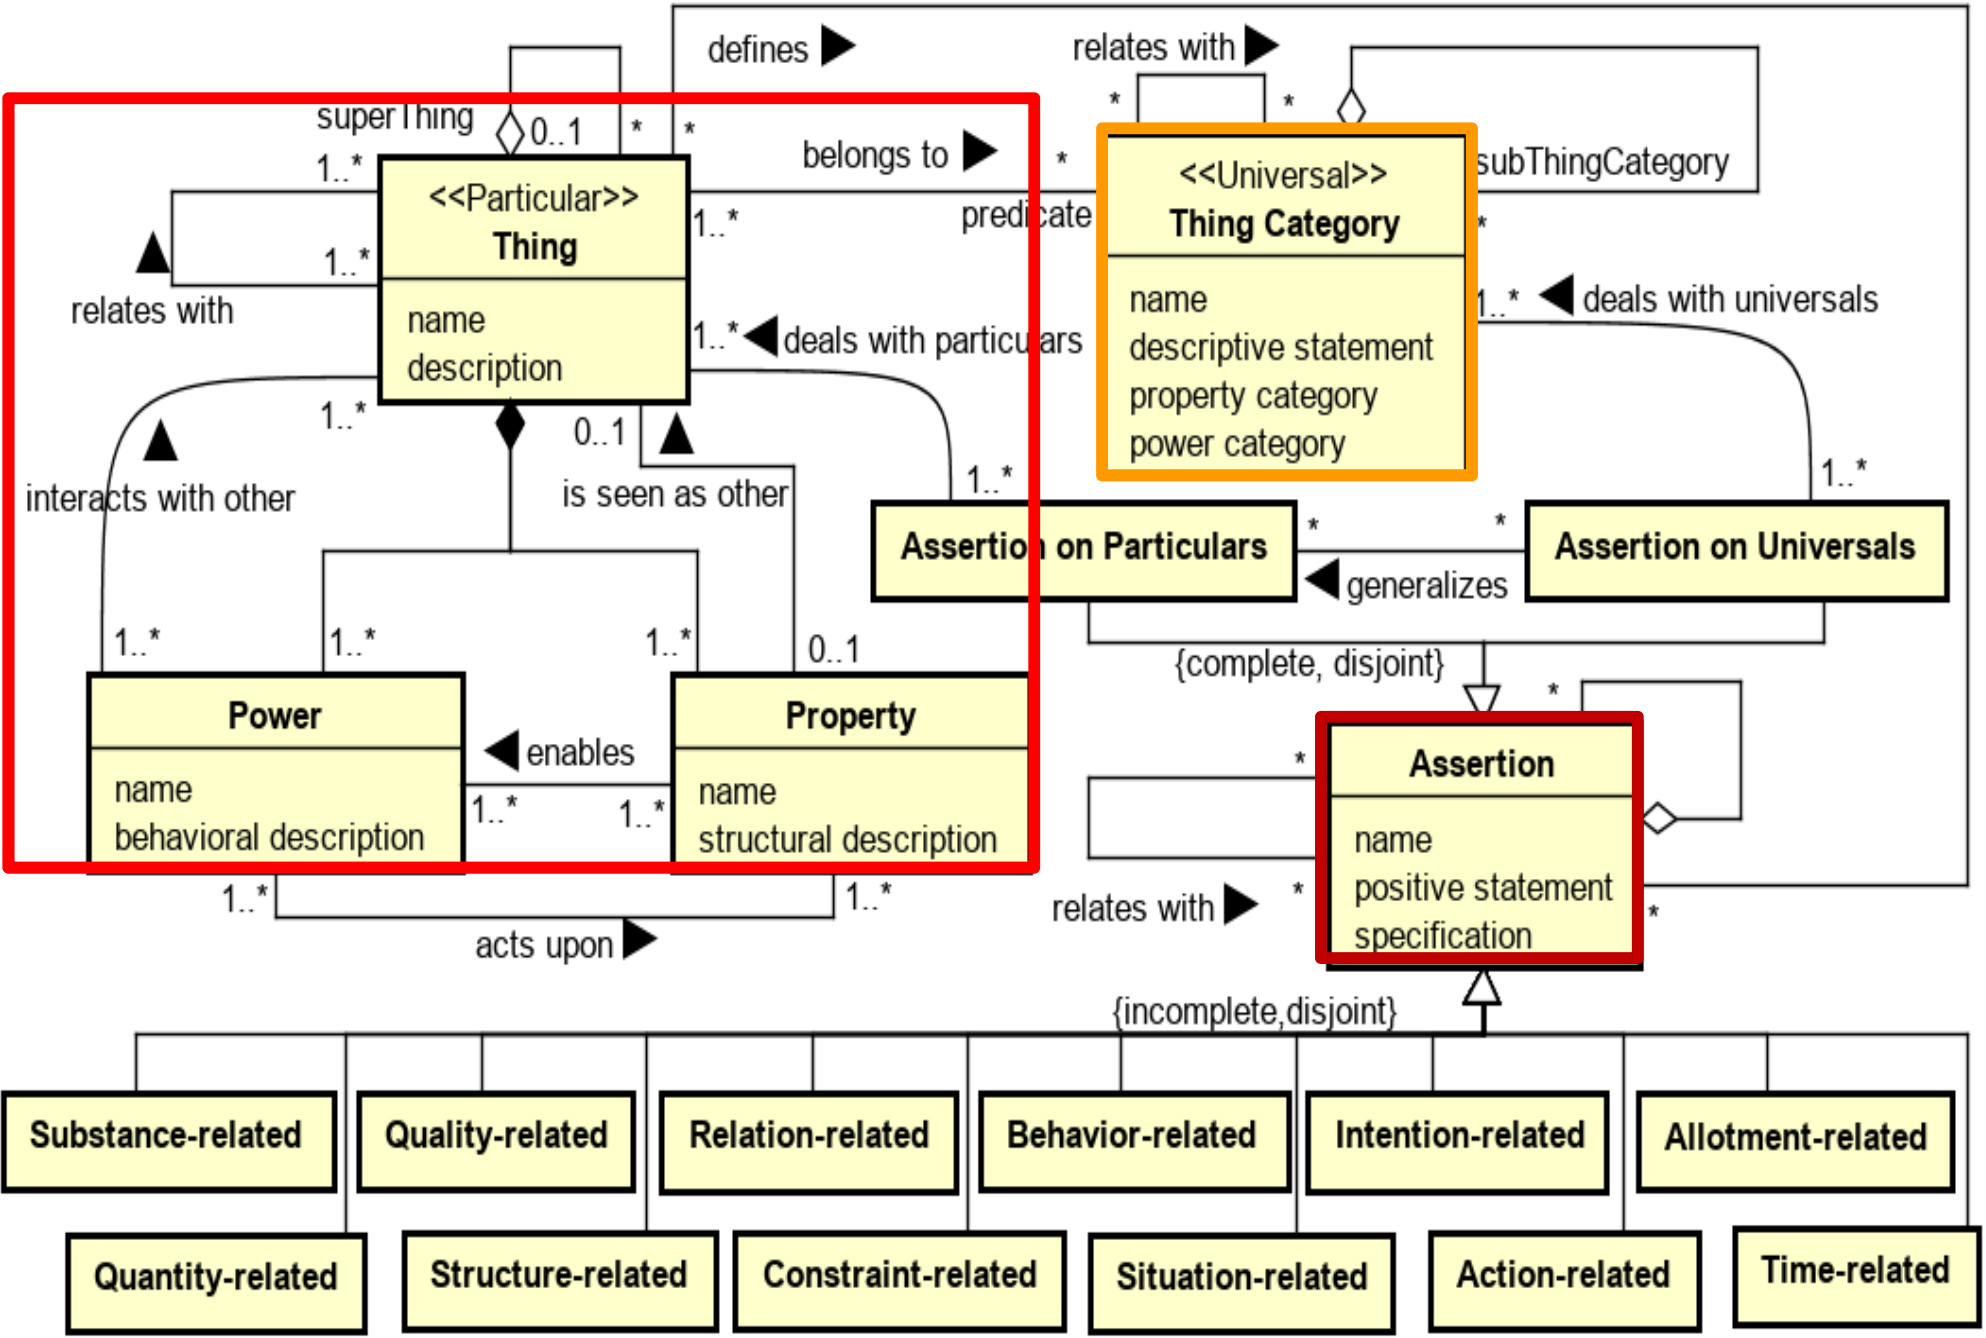 defines
relates with
superThing
0..1
*
*
*
*
belongs to
*
1..*
<<Particular>>
Thing
name
description
1..*
predicate
<<Universal>>
Thing Category
name
descriptive statement
property category
power category
subThingCategory
*
1..*
relates with
1..*
deals with particulars
1..*
deals with universals
1..*
0..1
interacts with other
is seen as other
1..*
1..*
Assertion on Particulars
*
*
Assertion on Universals
generalizes
1..*
1..*
1..*
0..1
{complete, disjoint}
Power
name
behavioral description
enables
1..*
1..*
Property
name
structural description
*
*
Assertion
name
positive statement
specification
1..*
1..*
acts upon
relates with
*
*
{incomplete,disjoint}
Substance-related
Quality-related
Relation-related
Behavior-related
Intention-related
Allotment-related
Quantity-related
Structure-related
Constraint-related
Situation-related
Action-related
Time-related